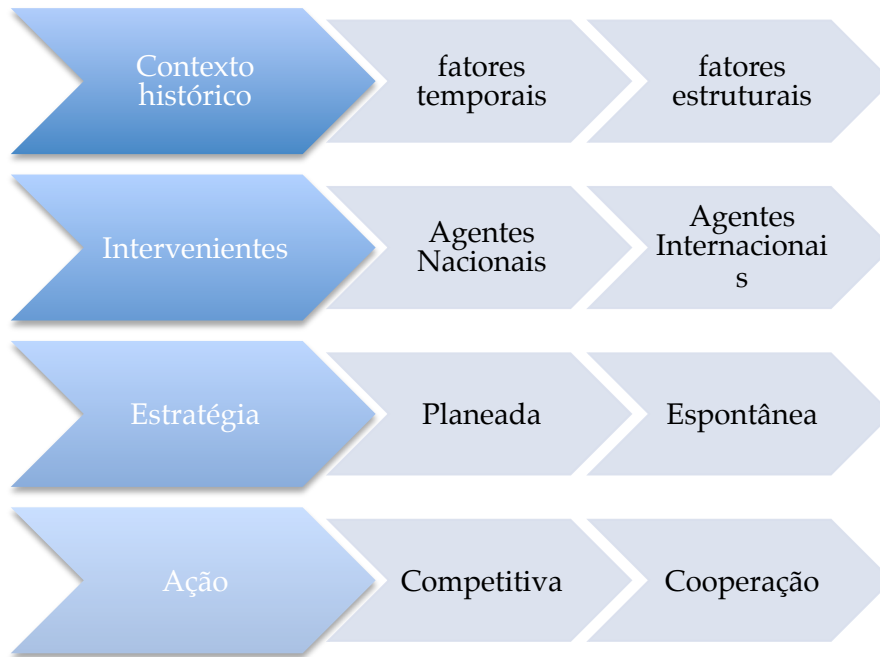 Contexto
histórico
fatores
temporais
fatores
estruturais
Intervenientes
Agentes
Nacionais
Agentes
Internacionai
s
Estratégia
Planeada
Espontânea
Ação
Competitiva
Cooperação